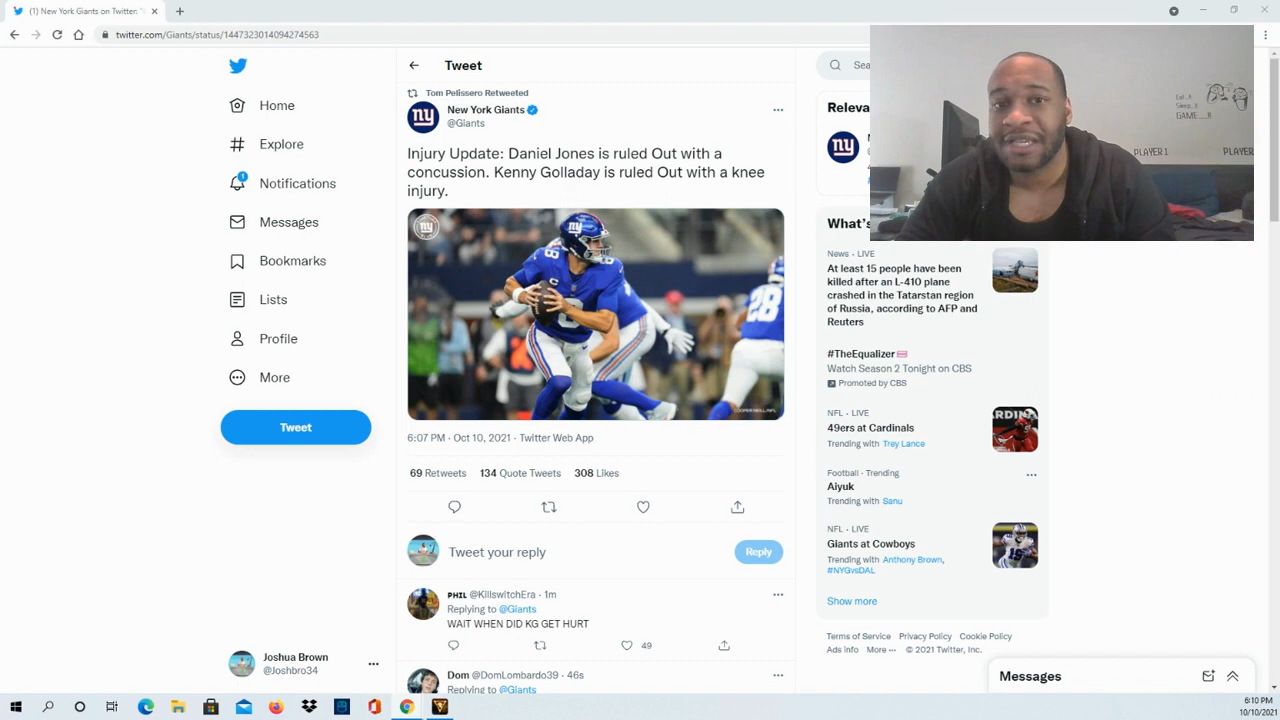 (1) New York Giants on Twitter: "
twitter.com/Giants/status/1447323014094274563
Home
Explore
1
Notifications
Messages
Bookmarks
Lists
Profile
More
Tweet
Joshua Brown
@Joshbro34
Tweet
Tom Pelissero Retweeted
New York Giants
@Giants
Injury Update: Daniel Jones is ruled Out with a
concussion. Kenny Golladay is ruled Out with a knee
injury.
ny
6:07 PM · Oct 10, 2021 · Twitter Web App
69 Retweets 134 Quote Tweets 308 Likes
Tweet your reply
Reply
PHIL @KillswitchEra · 1m
Replying to @Giants
WAIT WHEN DID KG GET HURT
49
Dom @DomLombardo39 · 46s
Replying to @Giants
Sea
Releva
ny
What's
News · LIVE
At least 15 people have been
killed after an L-410 plane
crashed in the Tatarstan region
of Russia, according to AFP and
Reuters
#TheEqualizer
Watch Season 2 Tonight on CBS
Promoted by CBS
NFL · LIVE
49ers at Cardinals
Trending with Trey Lance
Football · Trending
Aiyuk
Trending with Sanu
NFL · LIVE
Giants at Cowboys
Trending with Anthony Brown,
#NYGvsDAL
Show more
Terms of Service Privacy Policy Cookie Policy
Ads info More ··· © 2021 Twitter, Inc.
Messages
GAME
PLAYER 1
PLAYER
6:10 PM
10/10/2021